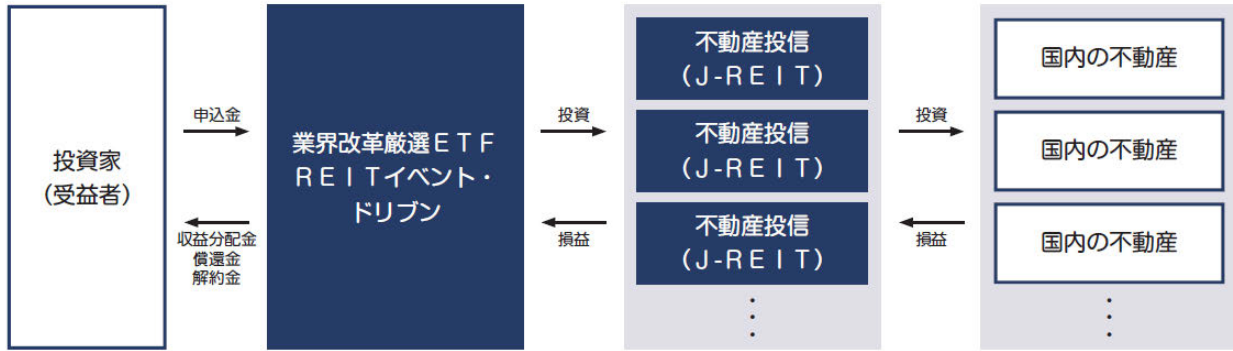 投資家
（受益者）
申込金
収益分配金
償還金
解約金
業界改革厳選ＥＴＦ
ＲＥＩＴイベント・
ドリブン
投資
損益
不動産投信
（Ｊ-ＲＥＩＴ）
不動産投信
（Ｊ-ＲＥＩＴ）
不動産投信
（Ｊ-ＲＥＩＴ）
・
・
・
投資
損益
国内の不動産
国内の不動産
国内の不動産
・
・
・